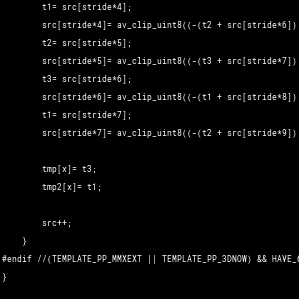 t1= src[stride*4];
src[stride*4]= av_clip_uint8((-(t2 + src[stride*6])
t2= src[stride*5];
src[stride*5]= av_clip_uint8((-(t3 + src[stride*7])
t3= src[stride*6];
src[stride*6]= av_clip_uint8((-(t1 + src[stride*8])
t1= src[stride*7];
src[stride*7]= av_clip_uint8((-(t2 + src[stride*9])
tmp[x]= t3;
tmp2[x]= t1;
src++;
}
#endif //(TEMPLATE_PP_MMXEXT || TEMPLATE_PP_3DNOW) && HAVE_
}